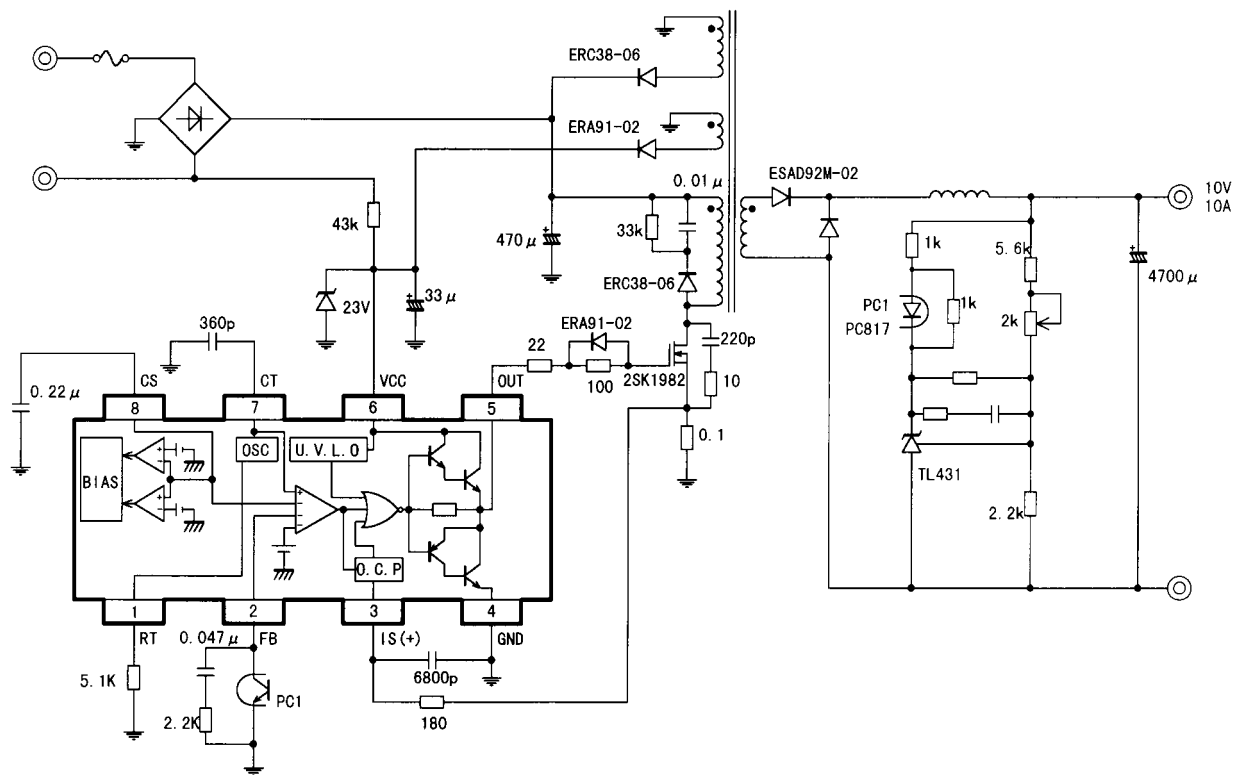 ERC38-06
ERA91-02
0.01μ
ESAD92M-02
10V
10A
43k
470μ
33k
ERC38-06
1k
5.6k
4700μ
23V
33μ
PC1
PC817
1k
2k
360p
ERA91-02
220p
22
100
2SK1982
10
0.22μ
CS
CT
VCC
OUT
8
7
6
5
0.1
OSC
U.V.L.O
BIAS
TL431
2.2k
O.C.P
1
2
3
4
RT
FB
IS(+)
GND
0.047μ
5.1K
6800p
PC1
2.2K
180